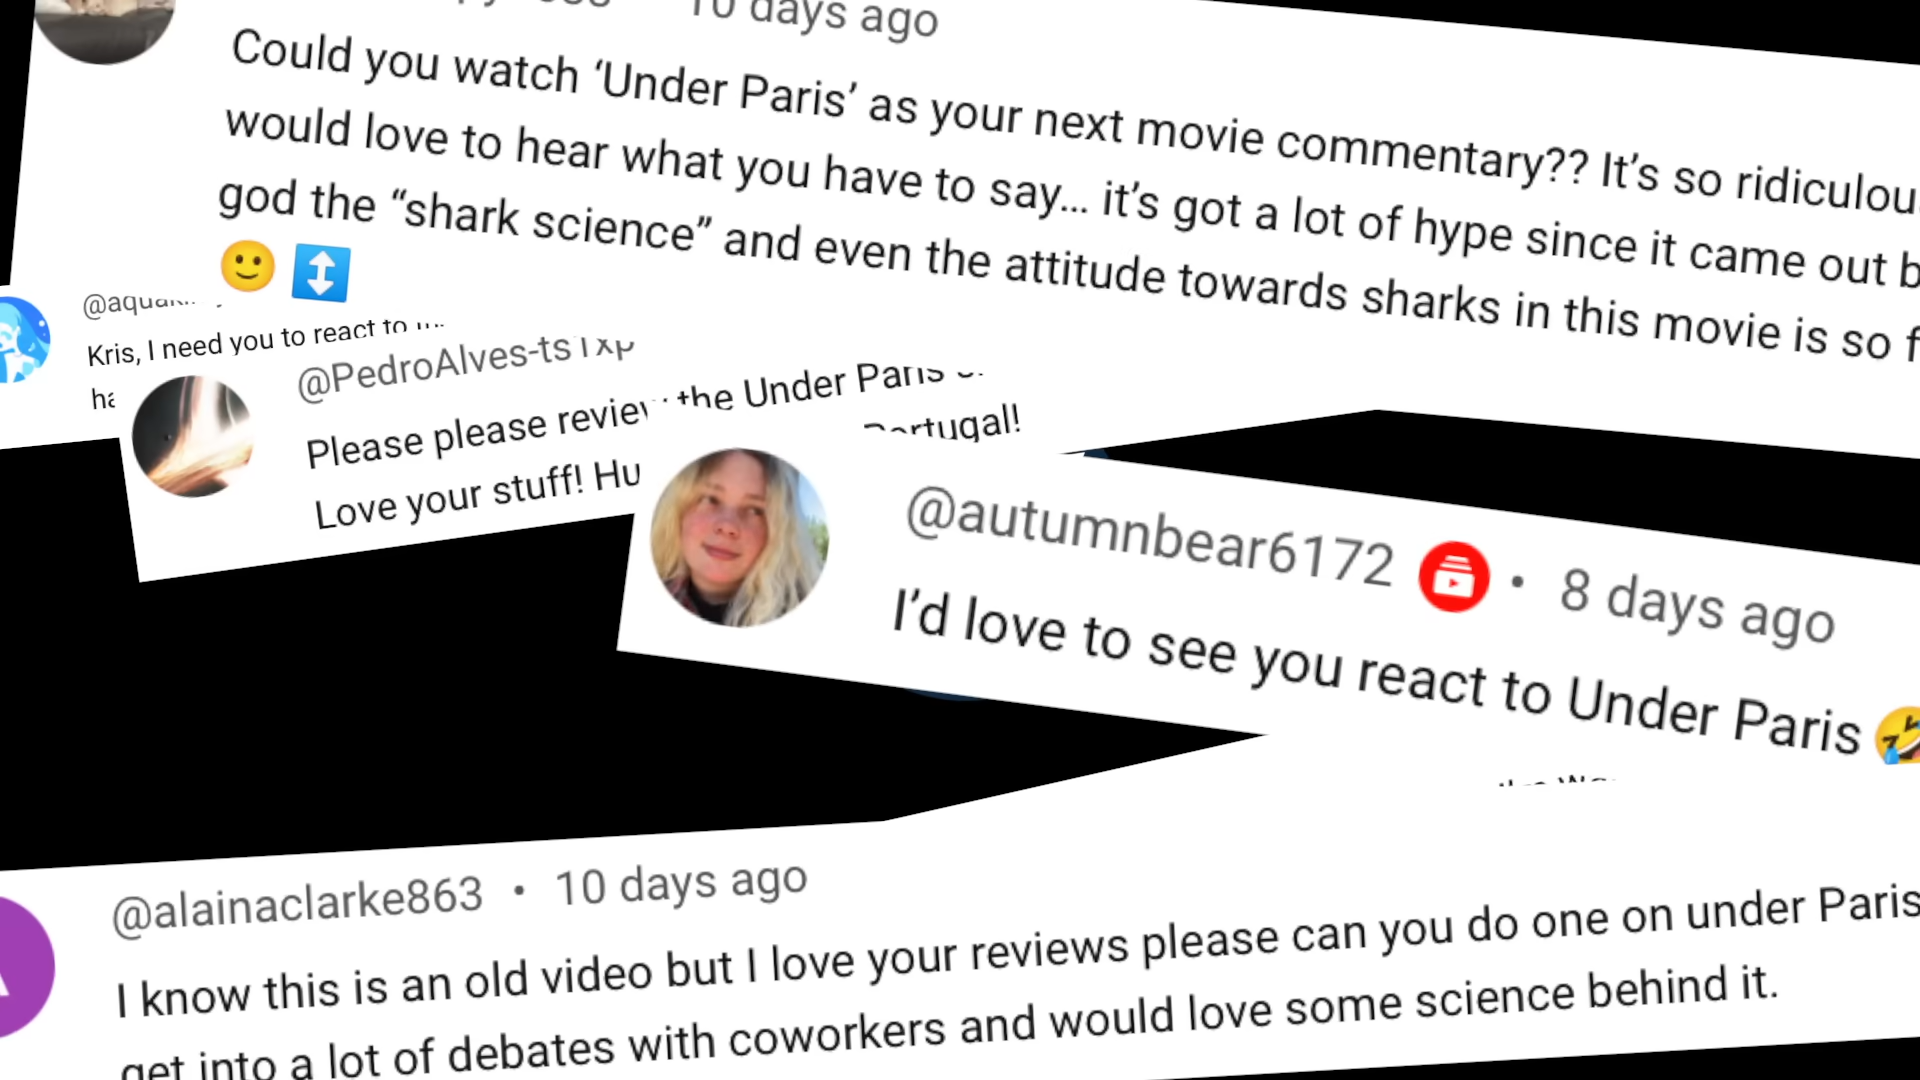 10 days ago
Could you watch ‘Under Paris’ as your next movie commentary?? It’s so
would love to hear what you have to say... it’s got a lot of hype since it came out
god the “shark science” and even the attitude towards sharks in this movie is so
🙂 ↕️
Kris, I need you to react to
@PedroAlves-ts1xp
Please please review the Under Paris
Love your stuff!
Portugal!
@autumnbear6172 • 8 days ago
I’d love to see you react to Under Paris 🤣
@alainaclarke863 • 10 days ago
I know this is an old video but I love your reviews please can you do one on under Paris
get into a lot of debates with coworkers and would love some science behind it.